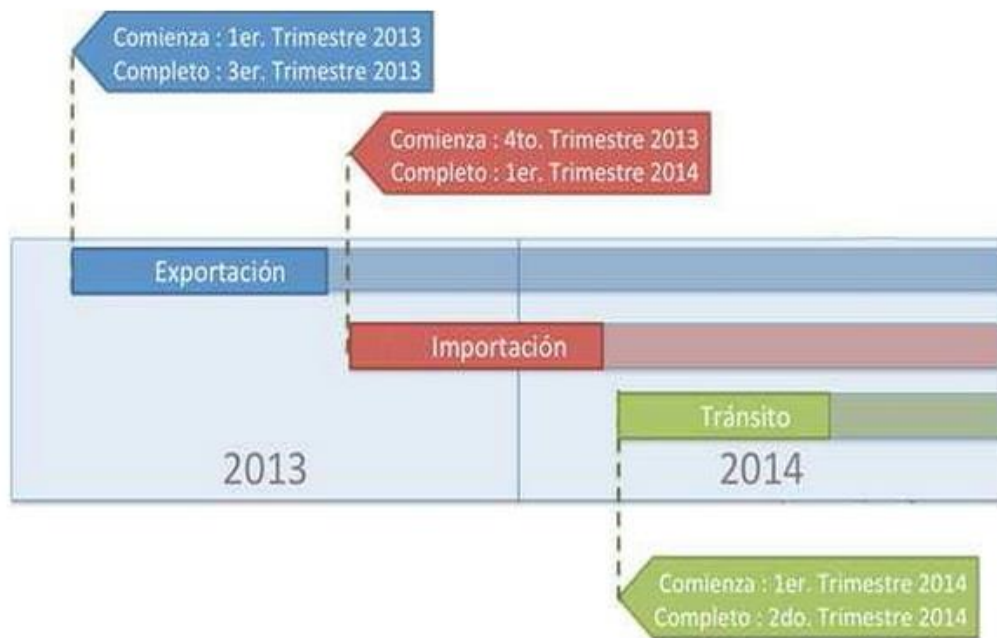 Comienza : 1er. Trimestre 2013
Completo : 3er. Trimestre 2013
Comienza : 4to. Trimestre 2013
Completo : 1er. Trimestre 2014
Exportación
Importación
Tránsito
2013
2014
Comienza : 1er. Trimestre 2014
Completo : 2do. Trimestre 2014